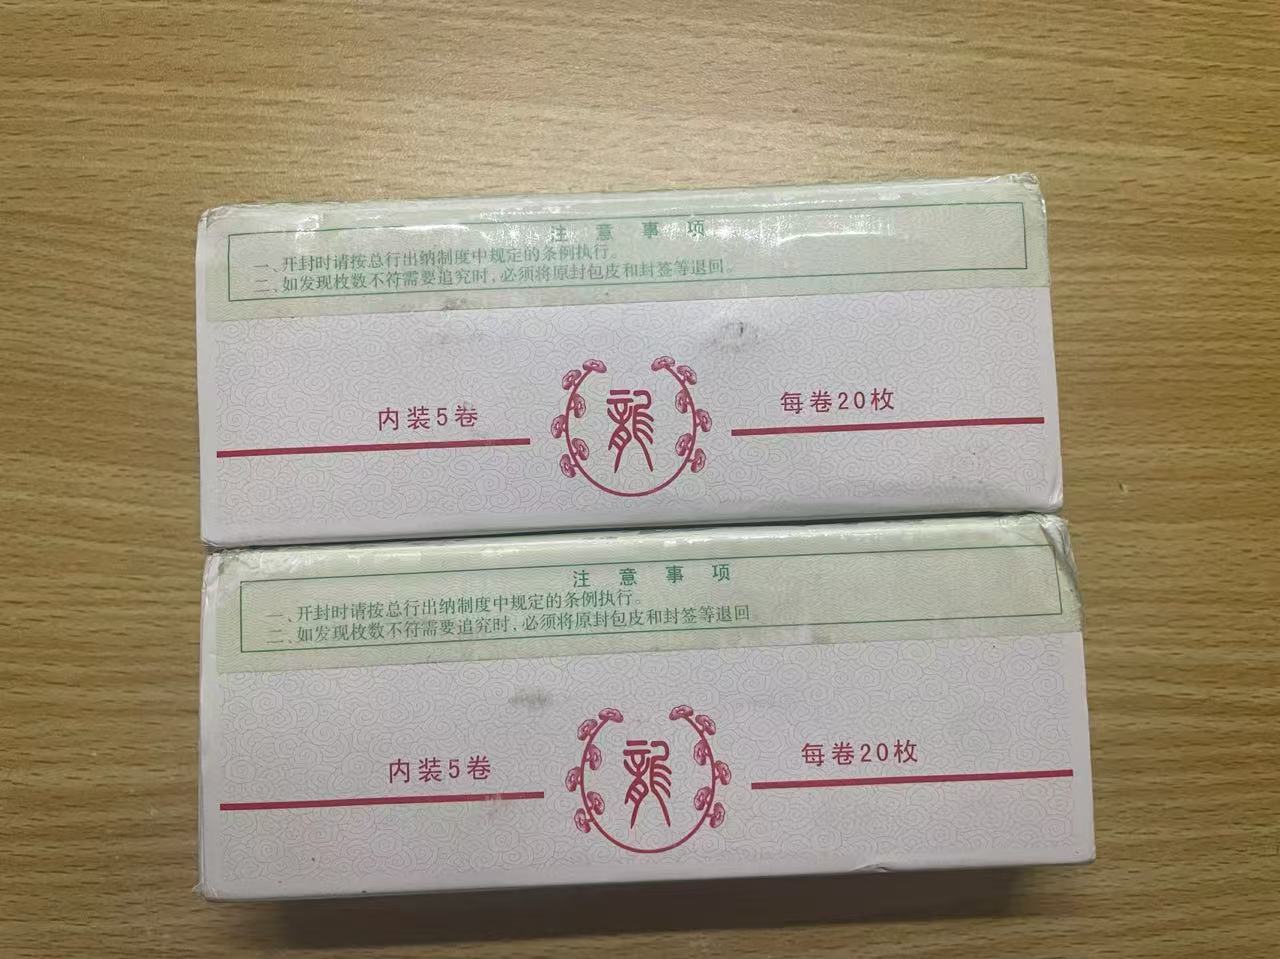 注意事项
一、开封时请按总行出纳制度中规定的条例执行。
二、如发现枚数不符需要追究时，必须将原封包皮和封签等退回。
内装5卷
龍
每卷20枚
注意事项
一、开封时请按总行出纳制度中规定的条例执行。
二、如发现枚数不符需要追究时，必须将原封包皮和封签等退回
内装5卷
龍
每卷20枚